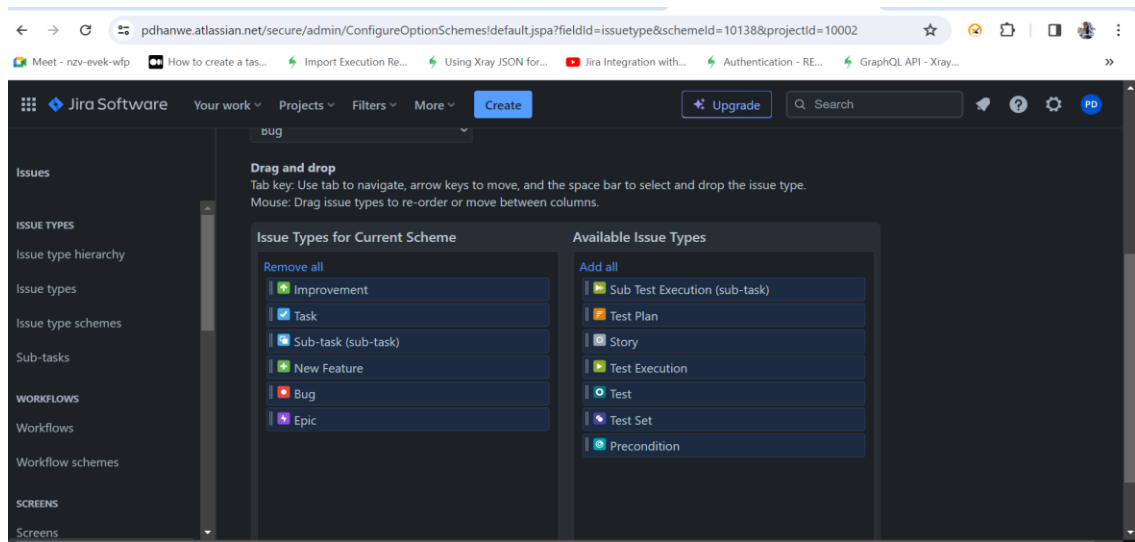 pdhanwe.atlassian.net/secure/admin/ConfigureOptionSchemes!default.jspa?fieldId=issuetype&schemeId=10138&projectId=10002
Meet - nzv-evek-wfp How to create a tas... Import Execution Re... Using Xray JSON for... Jira Integration with... Authentication - RE... GraphQL API - Xray... »
Jira Software Your work Projects Filters More Create Upgrade Search PD
Bug
Issues
ISSUE TYPES
Issue type hierarchy
Issue types
Issue type schemes
Sub-tasks
WORKFLOWS
Workflows
Workflow schemes
SCREENS
Screens
Drag and drop
Tab key: Use tab to navigate, arrow keys to move, and the space bar to select and drop the issue type.
Mouse: Drag issue types to re-order or move between columns.
Issue Types for Current Scheme
Remove all
Improvement
Task
Sub-task (sub-task)
New Feature
Bug
Epic
Available Issue Types
Add all
Sub Test Execution (sub-task)
Test Plan
Story
Test Execution
Test
Test Set
Precondition